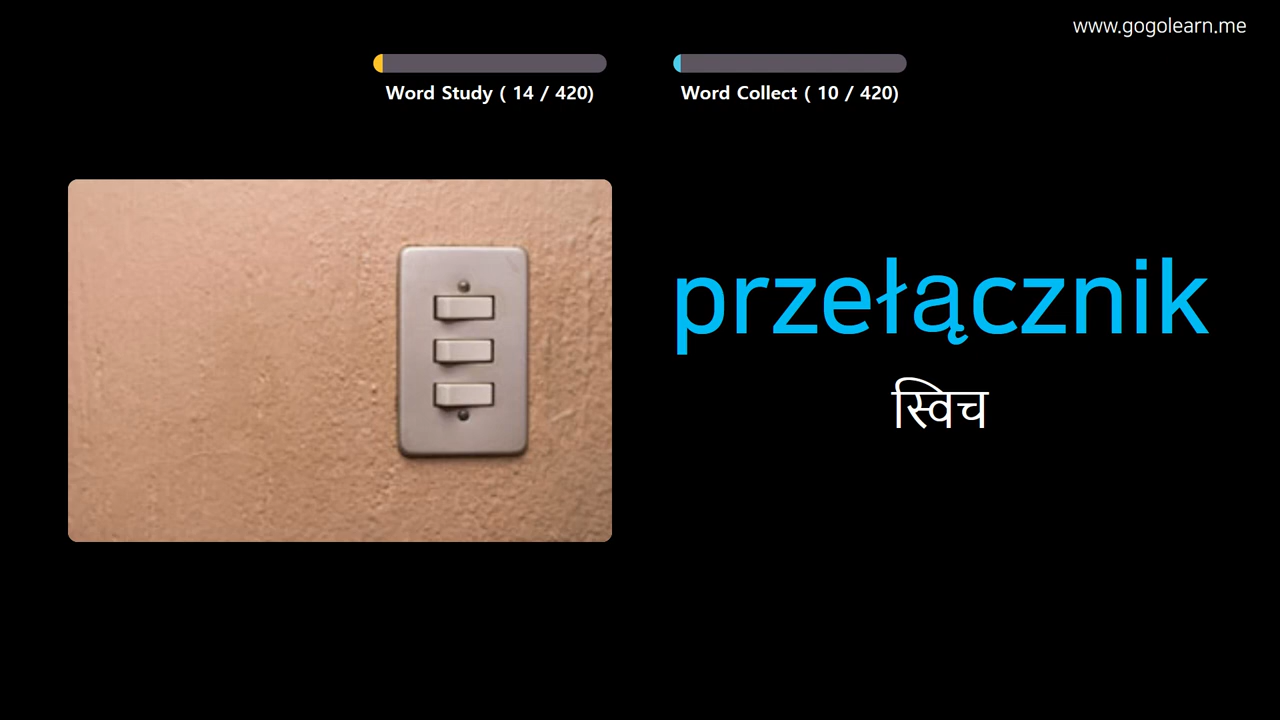 www.gogolearn.me
Word Study ( 14 / 420)
Word Collect ( 10 / 420)
przełącznik
स्विच